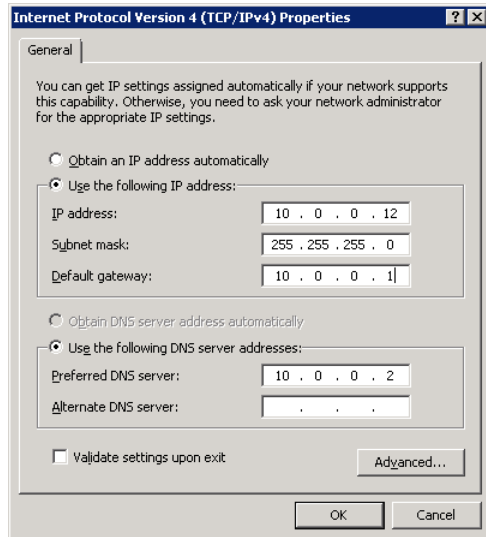 Internet Protocol Version 4 (TCP/IPv4) Properties
General
You can get IP settings assigned automatically if your network supports
this capability. Otherwise, you need to ask your network administrator
for the appropriate IP settings.
Obtain an IP address automatically
Use the following IP address:
IP address: 10 . 0 . 0 . 12
Subnet mask: 255 . 255 . 255 . 0
Default gateway: 10 . 0 . 0 . 1
Obtain DNS server address automatically
Use the following DNS server addresses:
Preferred DNS server: 10 . 0 . 0 . 2
Alternate DNS server: . . .
Validate settings upon exit
Advanced...
OK Cancel